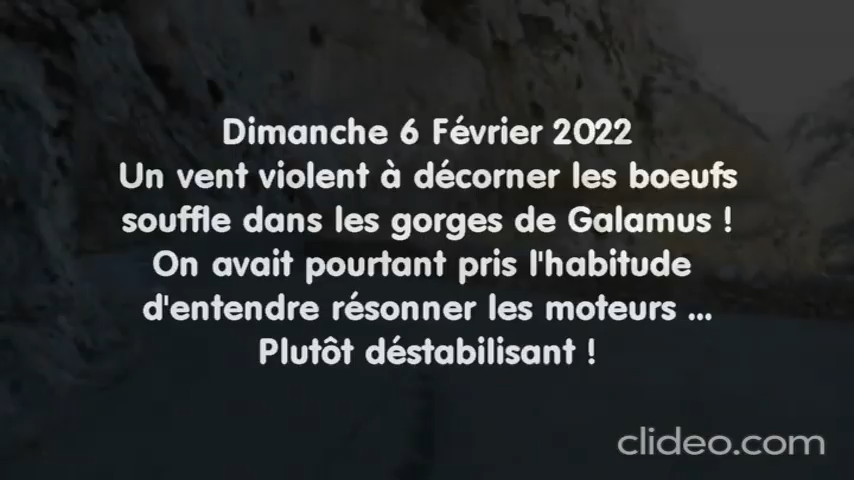 Dimanche 6 Février 2022
Un vent violent à décorner les boeufs
souffle dans les gorges de Galamus !
On avait pourtant pris l'habitude
d'entendre résonner les moteurs ...
Plutôt déstabilisant !
clideo.com